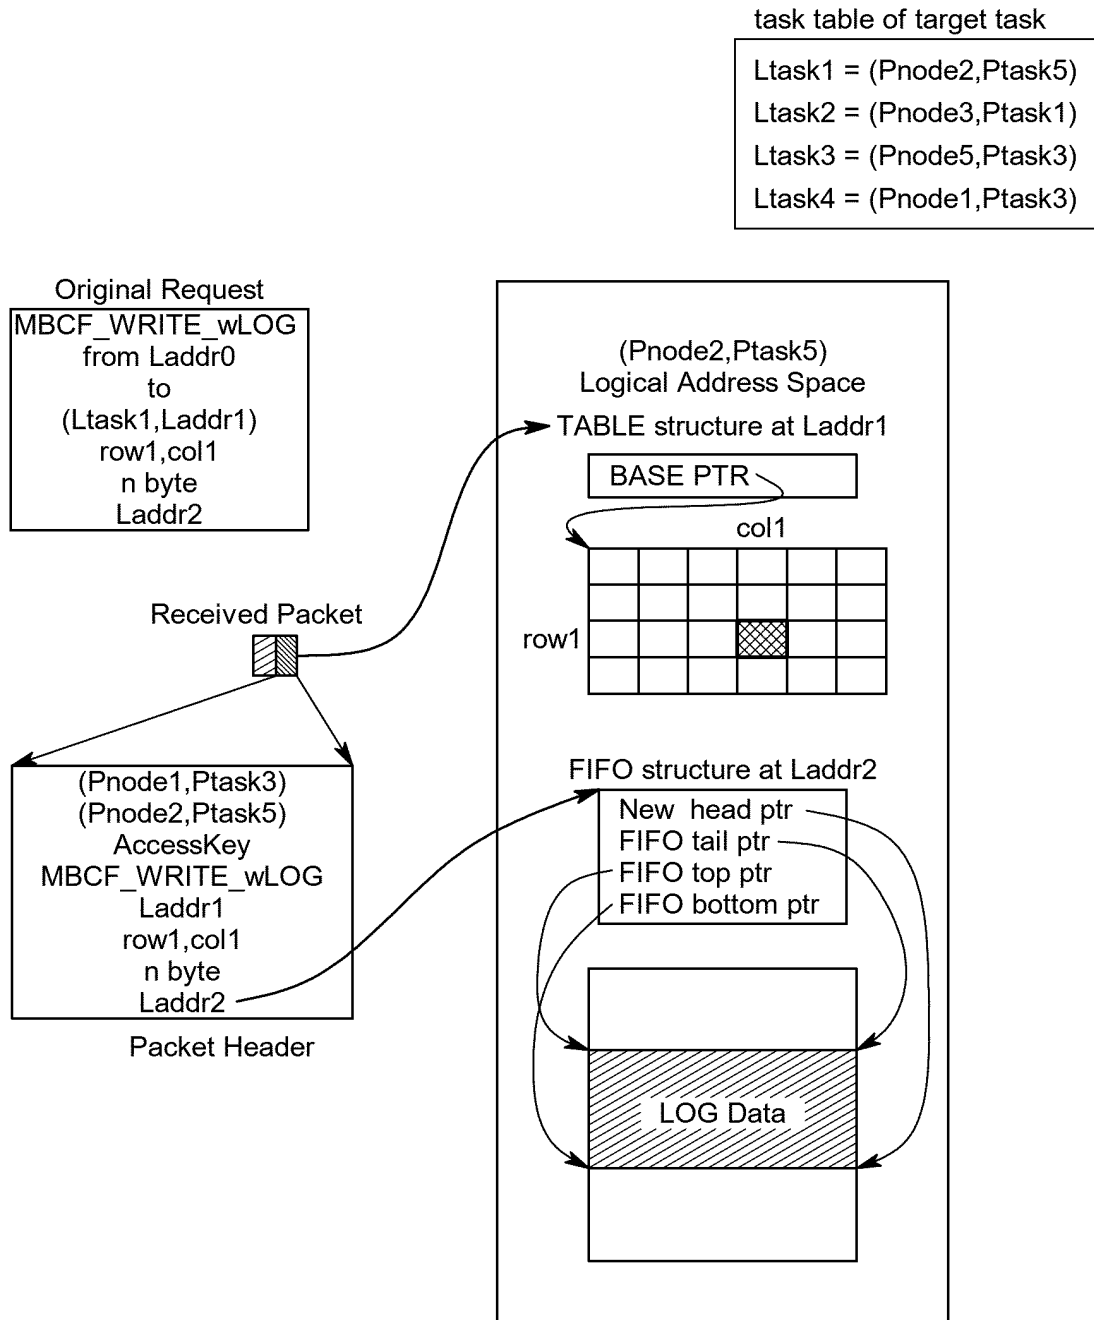 task table of target task
Ltask1 = (Pnode2,Ptask5)
Ltask2 = (Pnode3,Ptask1)
Ltask3 = (Pnode5,Ptask3)
Ltask4 = (Pnode1,Ptask3)
Original Request
MBCF_WRITE_wLOG
from Laddr0
to
(Ltask1,Laddr1)
row1,col1
n byte
Laddr2
Received Packet
(Pnode1,Ptask3)
(Pnode2,Ptask5)
AccessKey
MBCF_WRITE_wLOG
Laddr1
row1,col1
n byte
Laddr2
Packet Header
(Pnode2,Ptask5)
Logical Address Space
TABLE structure at Laddr1
BASE PTR
col1
row1
FIFO structure at Laddr2
New head ptr
FIFO tail ptr
FIFO top ptr
FIFO bottom ptr
LOG Data